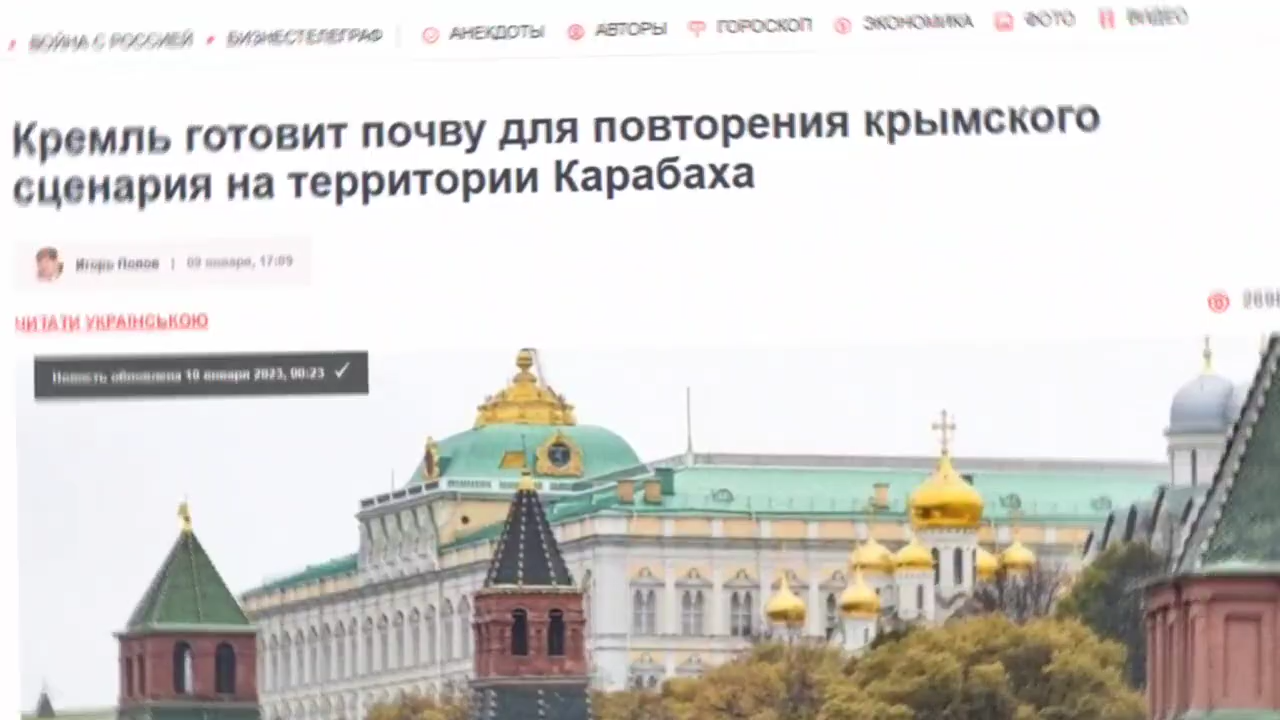 ВОЙНА С РОССИЕЙ БИЗНЕСТЕЛЕГРАФ АНЕКДОТЫ АВТОРЫ ГОРОСКОП ЭКОНОМИКА ФОТО ВИДЕО
Кремль готовит почву для повторения крымского
сценария на территории Карабаха
Игорь Попов | 09 января, 17:09
ЧИТАТИ УКРАЇНСЬКОЮ
Новость обновлена 10 января 2023, 00:23